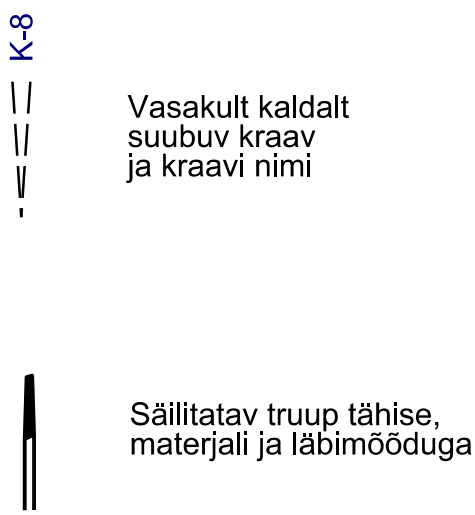 K-8
Vasakult kaldalt
suubuv kraav
ja kraavi nimi
Säilitatav truup tähise,
materjali ja läbimõõduga